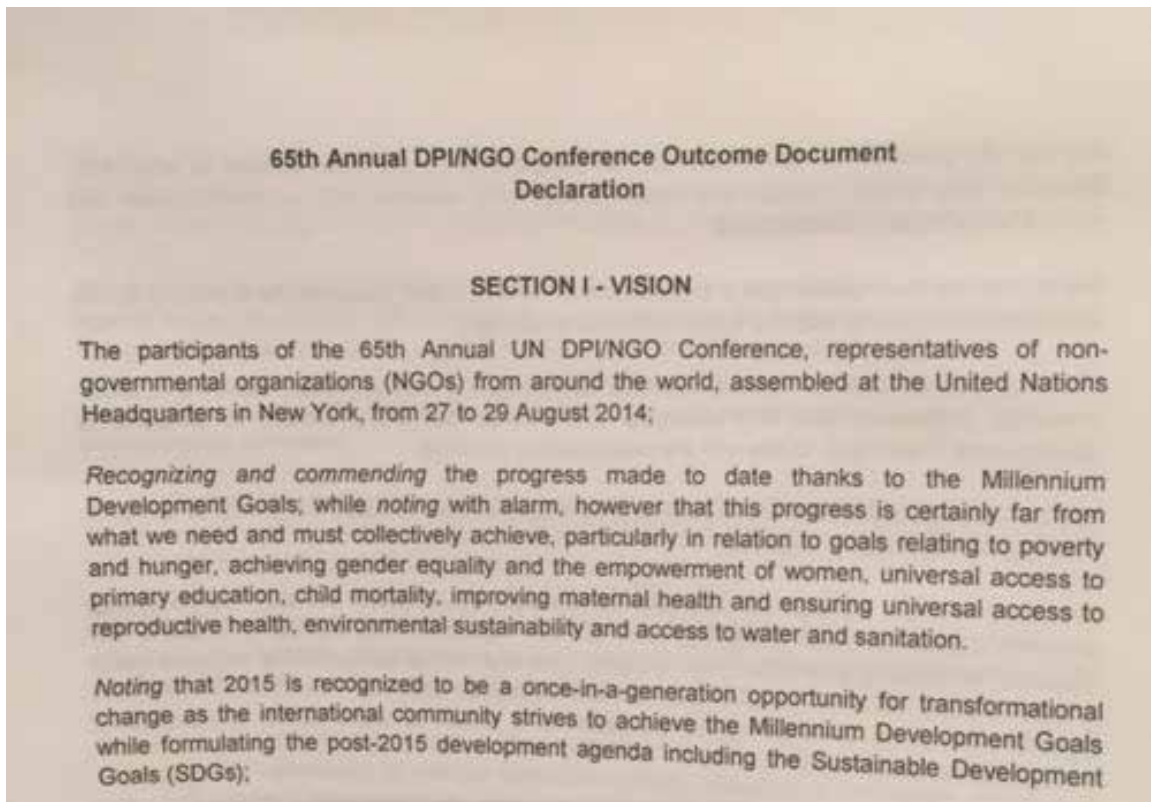 65th Annual DPI/NGO Conference Outcome Document
Declaration
SECTION I - VISION
The participants of the 65th Annual UN DPI/NGO Conference, representatives of non-
governmental organizations (NGOs) from around the world, assembled at the United Nations
Headquarters in New York, from 27 to 29 August 2014;
Recognizing and commending the progress made to date thanks to the Millennium
Development Goals; while noting with alarm, however that this progress is certainly far from
what we need and must collectively achieve, particularly in relation to goals relating to poverty
and hunger, achieving gender equality and the empowerment of women, universal access to
primary education, child mortality, improving maternal health and ensuring universal access to
reproductive health, environmental sustainability and access to water and sanitation.
Noting that 2015 is recognized to be a once-in-a-generation opportunity for transformational
change as the international community strives to achieve the Millennium Development Goals
while formulating the post-2015 development agenda including the Sustainable Development
Goals (SDGs);